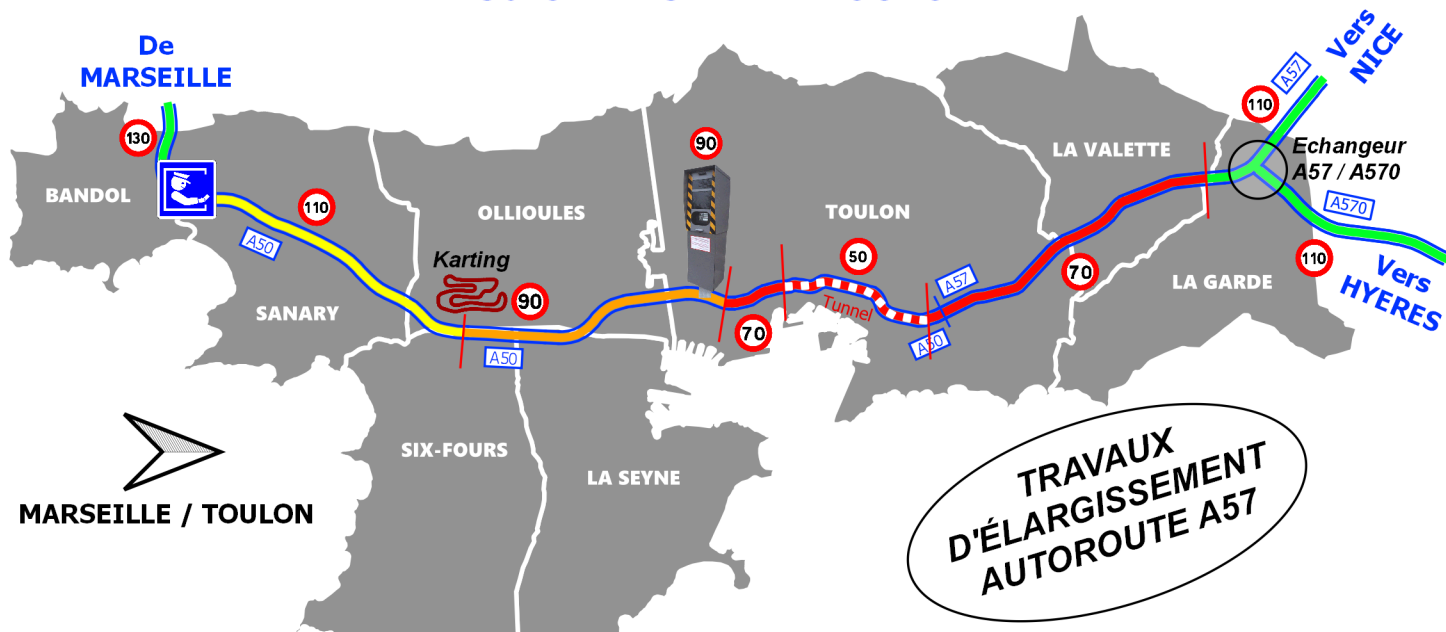 De
MARSEILLE
130
BANDOL
110
A50
SANARY
OLLIOULES
Karting
90
A50
90
TOULON
70
50
Tunnel
A57
A50
LA VALETTE
70
LA GARDE
110
A57
Vers
NICE
Echangeur
A57 / A570
A570
110
Vers
HYERES
SIX-FOURS
LA SEYNE
MARSEILLE / TOULON
TRAVAUX
D'ÉLARGISSEMENT
AUTOROUTE A57